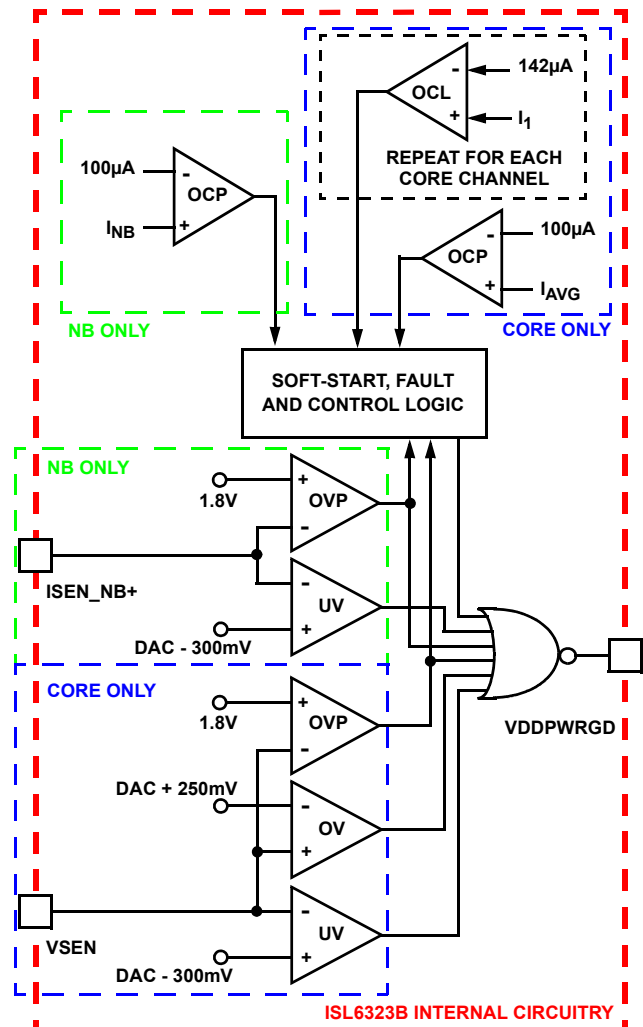 142µA
-
OCL
+
I1
REPEAT FOR EACH
CORE CHANNEL
100µA
-
OCP
INB
+
-
100µA
OCP
+
IAVG
NB ONLY
CORE ONLY
SOFT-START, FAULT
AND CONTROL LOGIC
NB ONLY
+
1.8V
OVP
-
ISEN_NB+
-
UV
DAC - 300mV
+
CORE ONLY
+
1.8V
OVP
-
VDDPWRGD
DAC + 250mV
-
OV
+
-
VSEN
UV
+
DAC - 300mV
ISL6323B INTERNAL CIRCUITRY